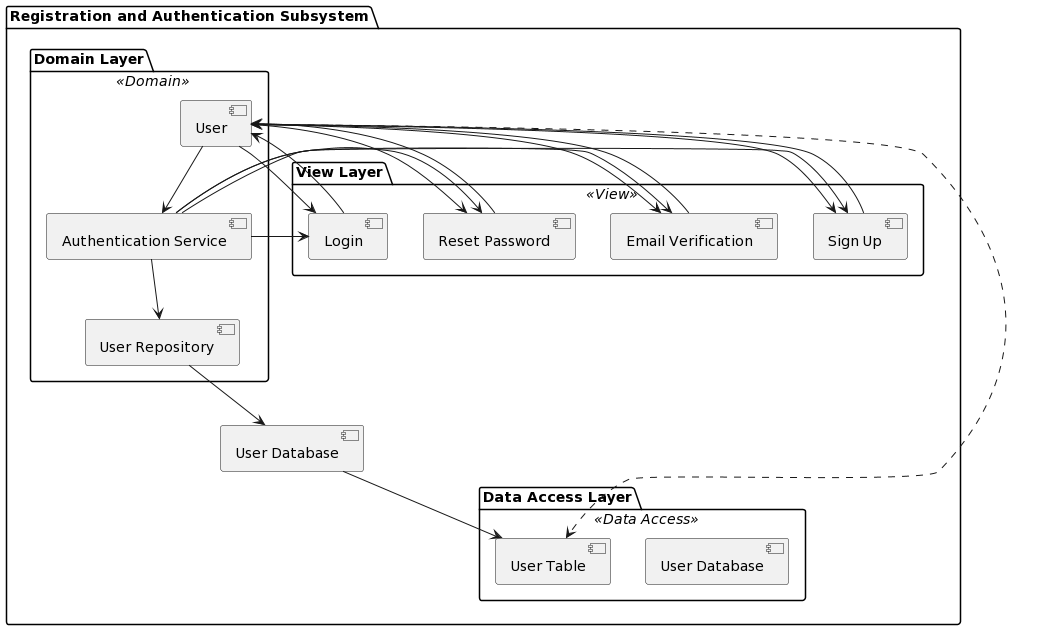 Registration and Authentication Subsystem
Domain Layer
«Domain»
User
View Layer
«View»
Authentication Service
Login
Reset Password
Email Verification
Sign Up
User Repository
User Database
Data Access Layer
«Data Access»
User Table
User Database